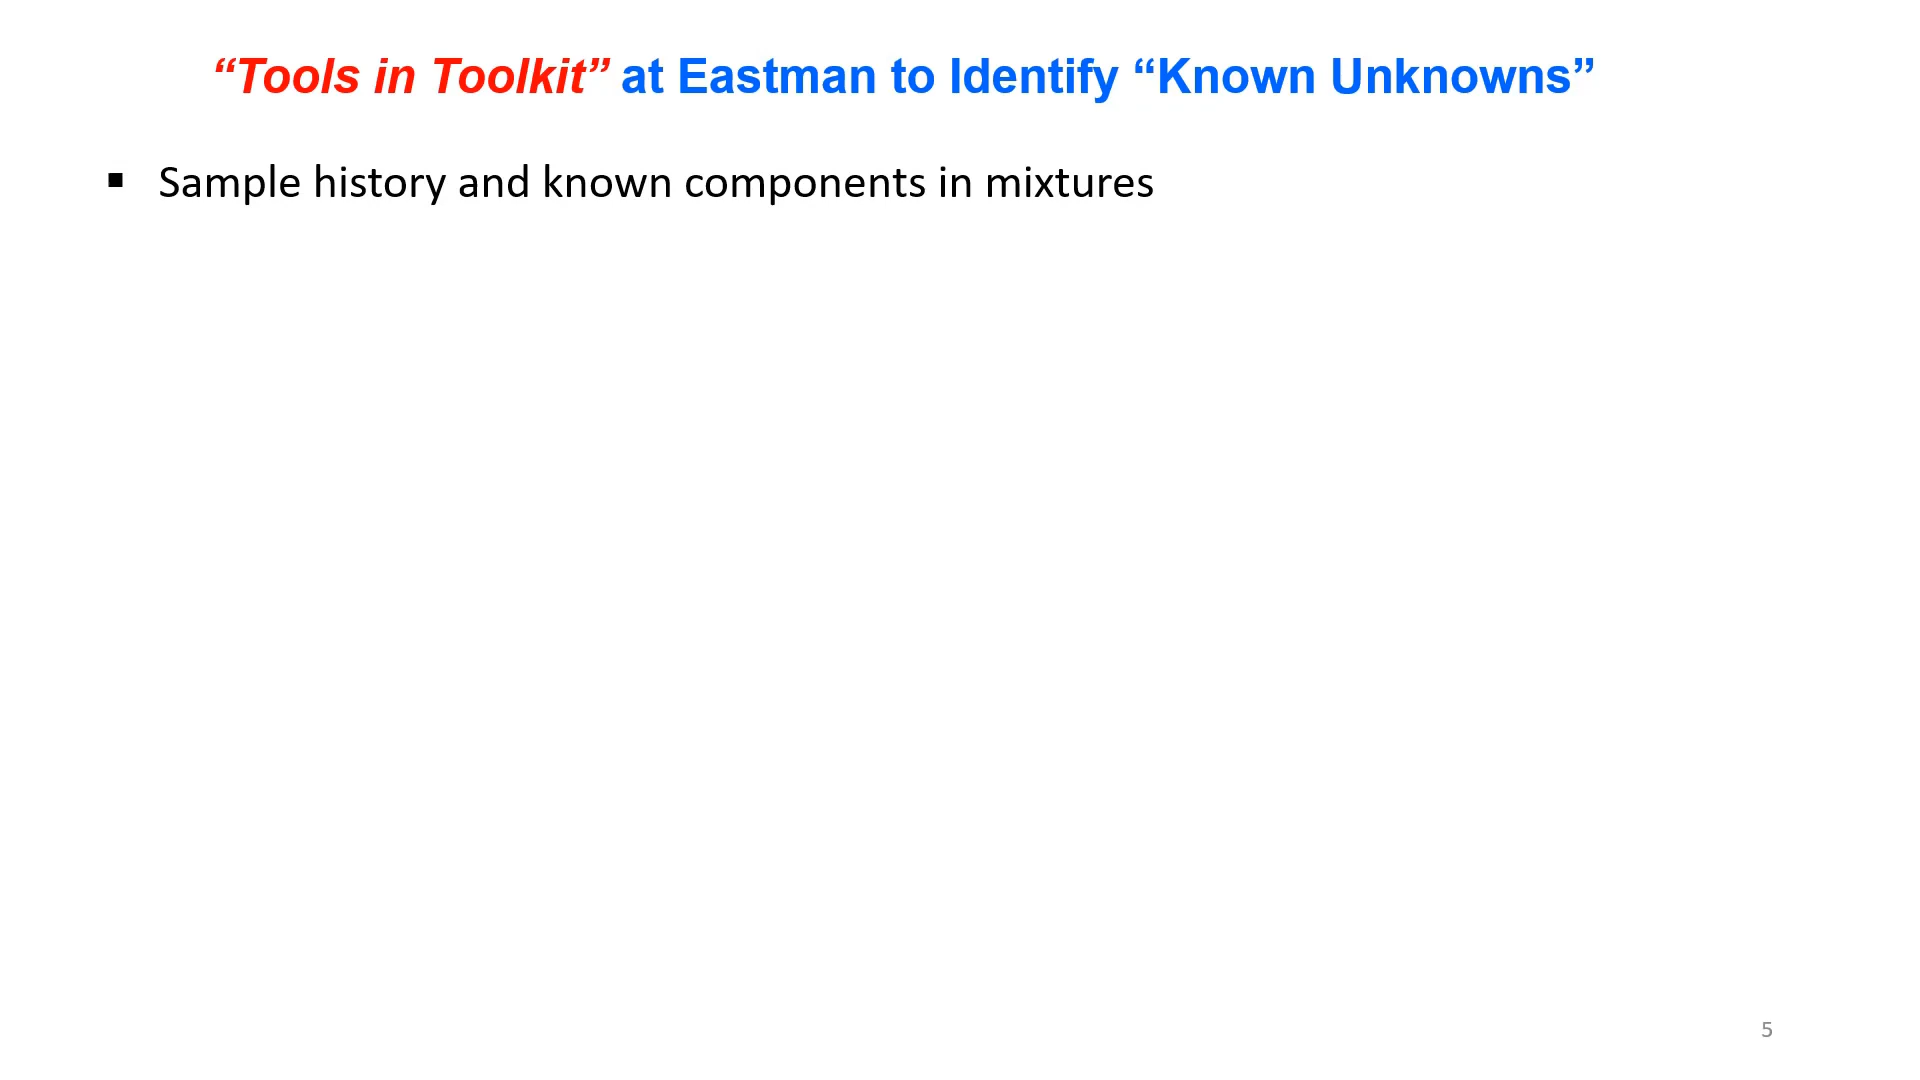 “Tools in Toolkit” at Eastman to Identify “Known Unknowns”
▪ Sample history and known components in mixtures
5